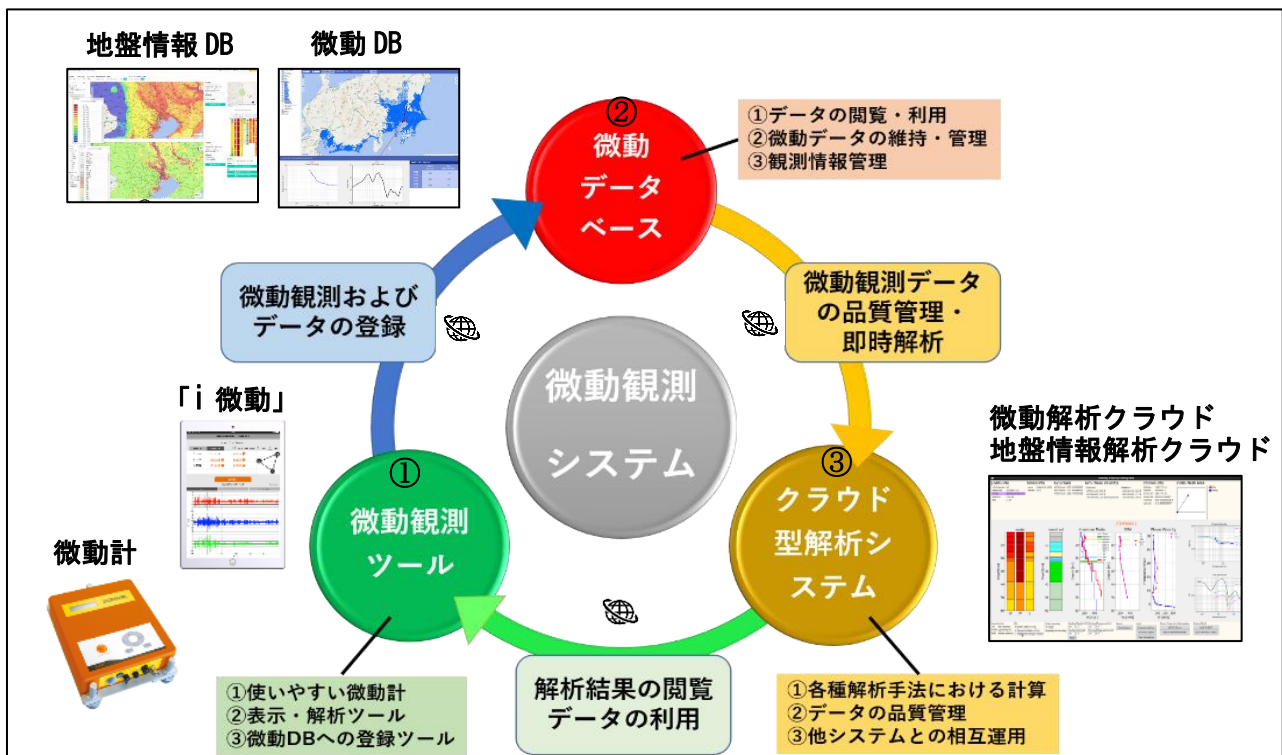 地盤情報 DB
微動 DB
②
微動
データ
ベース
①データの閲覧・利用
②微動データの維持・管理
③観測情報管理
微動観測および
データの登録
微動観測データ
の品質管理・
即時解析
微動観測
システム
「i 微動」
微動計
①
微動観測
ツール
③
クラウド
型解析シ
ステム
微動解析クラウド
地盤情報解析クラウド
①使いやすい微動計
②表示・解析ツール
③微動DBへの登録ツール
解析結果の閲覧
データの利用
①各種解析手法における計算
②データの品質管理
③他システムとの相互運用